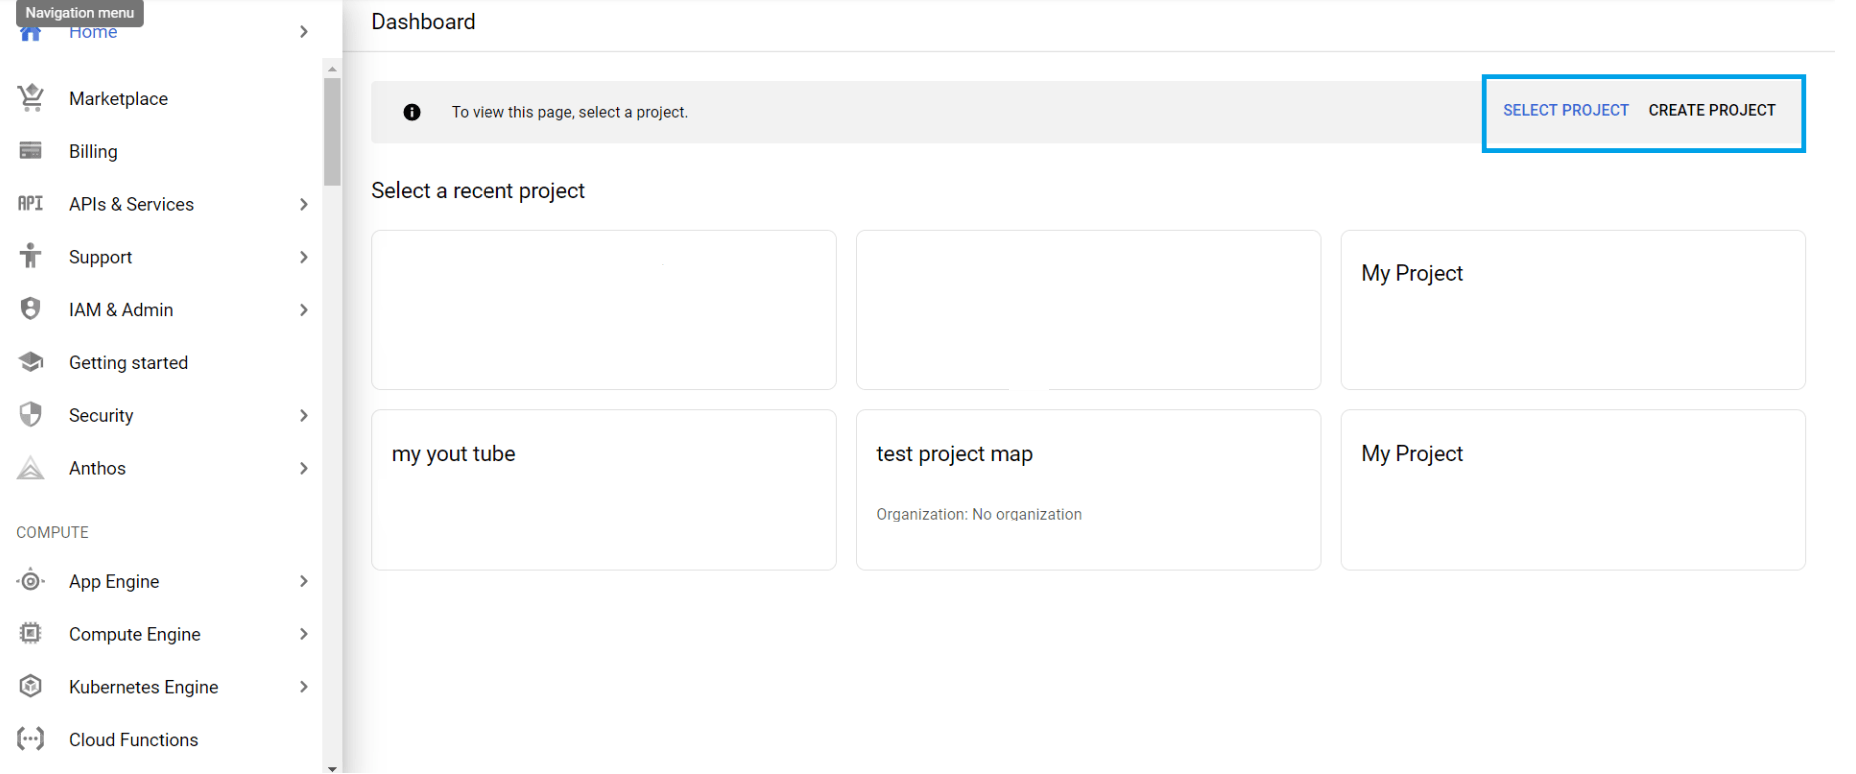 Navigation menu
Home
Marketplace
Billing
API APIs & Services
Support
IAM & Admin
Getting started
Security
Anthos
COMPUTE
App Engine
Compute Engine
Kubernetes Engine
Cloud Functions
Dashboard
To view this page, select a project.
SELECT PROJECT CREATE PROJECT
Select a recent project
My Project
my yout tube
test project map
Organization: No organization
My Project